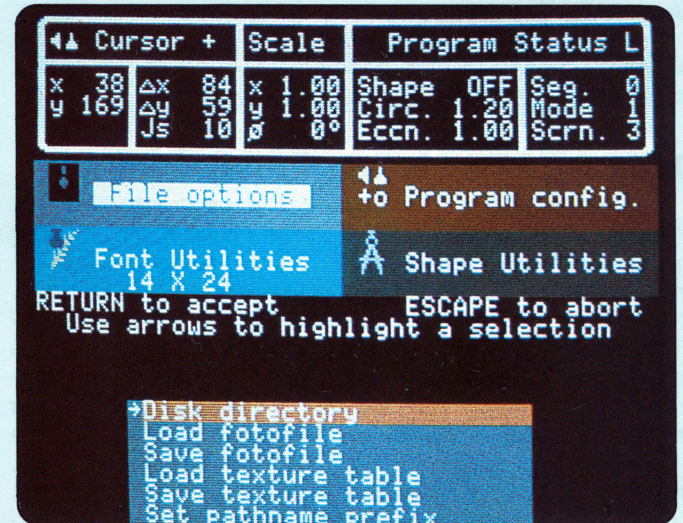 Cursor + Scale Program Status L
x 38 Δx 84 x 1.00 Shape OFF Seg. 0
y 169 Δy 59 y 1.00 Circ. 1.20 Mode 1
Js 10 ø 0° Eccn. 1.00 Scrn. 3
File options
+o Program config.
Font Utilities
14 X 24
Shape Utilities
RETURN to accept ESCAPE to abort
Use arrows to highlight a selection
→Disk directory
Load fotofile
Save fotofile
Load texture table
Save texture table
Set pathname prefix